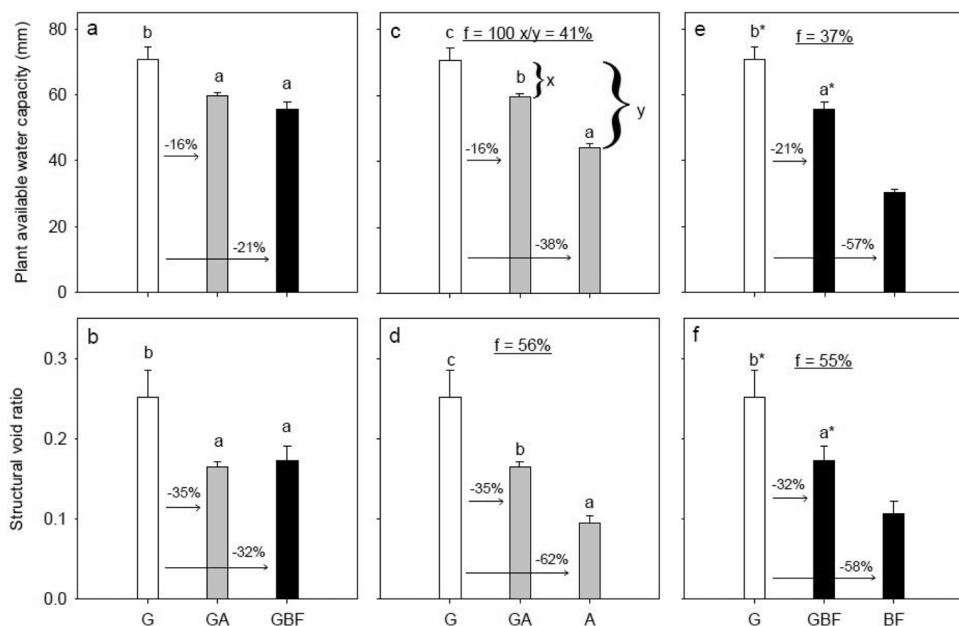 a
b
a
a
-16%
-21%
80
60
40
20
0
Plant available water capacity (mm)
c
c
f = 100 x/y = 41%
b
x
y
a
-16%
-38%
e
b*
f = 37%
a*
-21%
-57%
b
b
a
a
-35%
-32%
0.3
0.2
0.1
0.0
Structural void ratio
G GA GBF
d
c
f = 56%
b
a
-35%
-62%
G GA A
f
b*
f = 55%
a*
-32%
-58%
G GBF BF